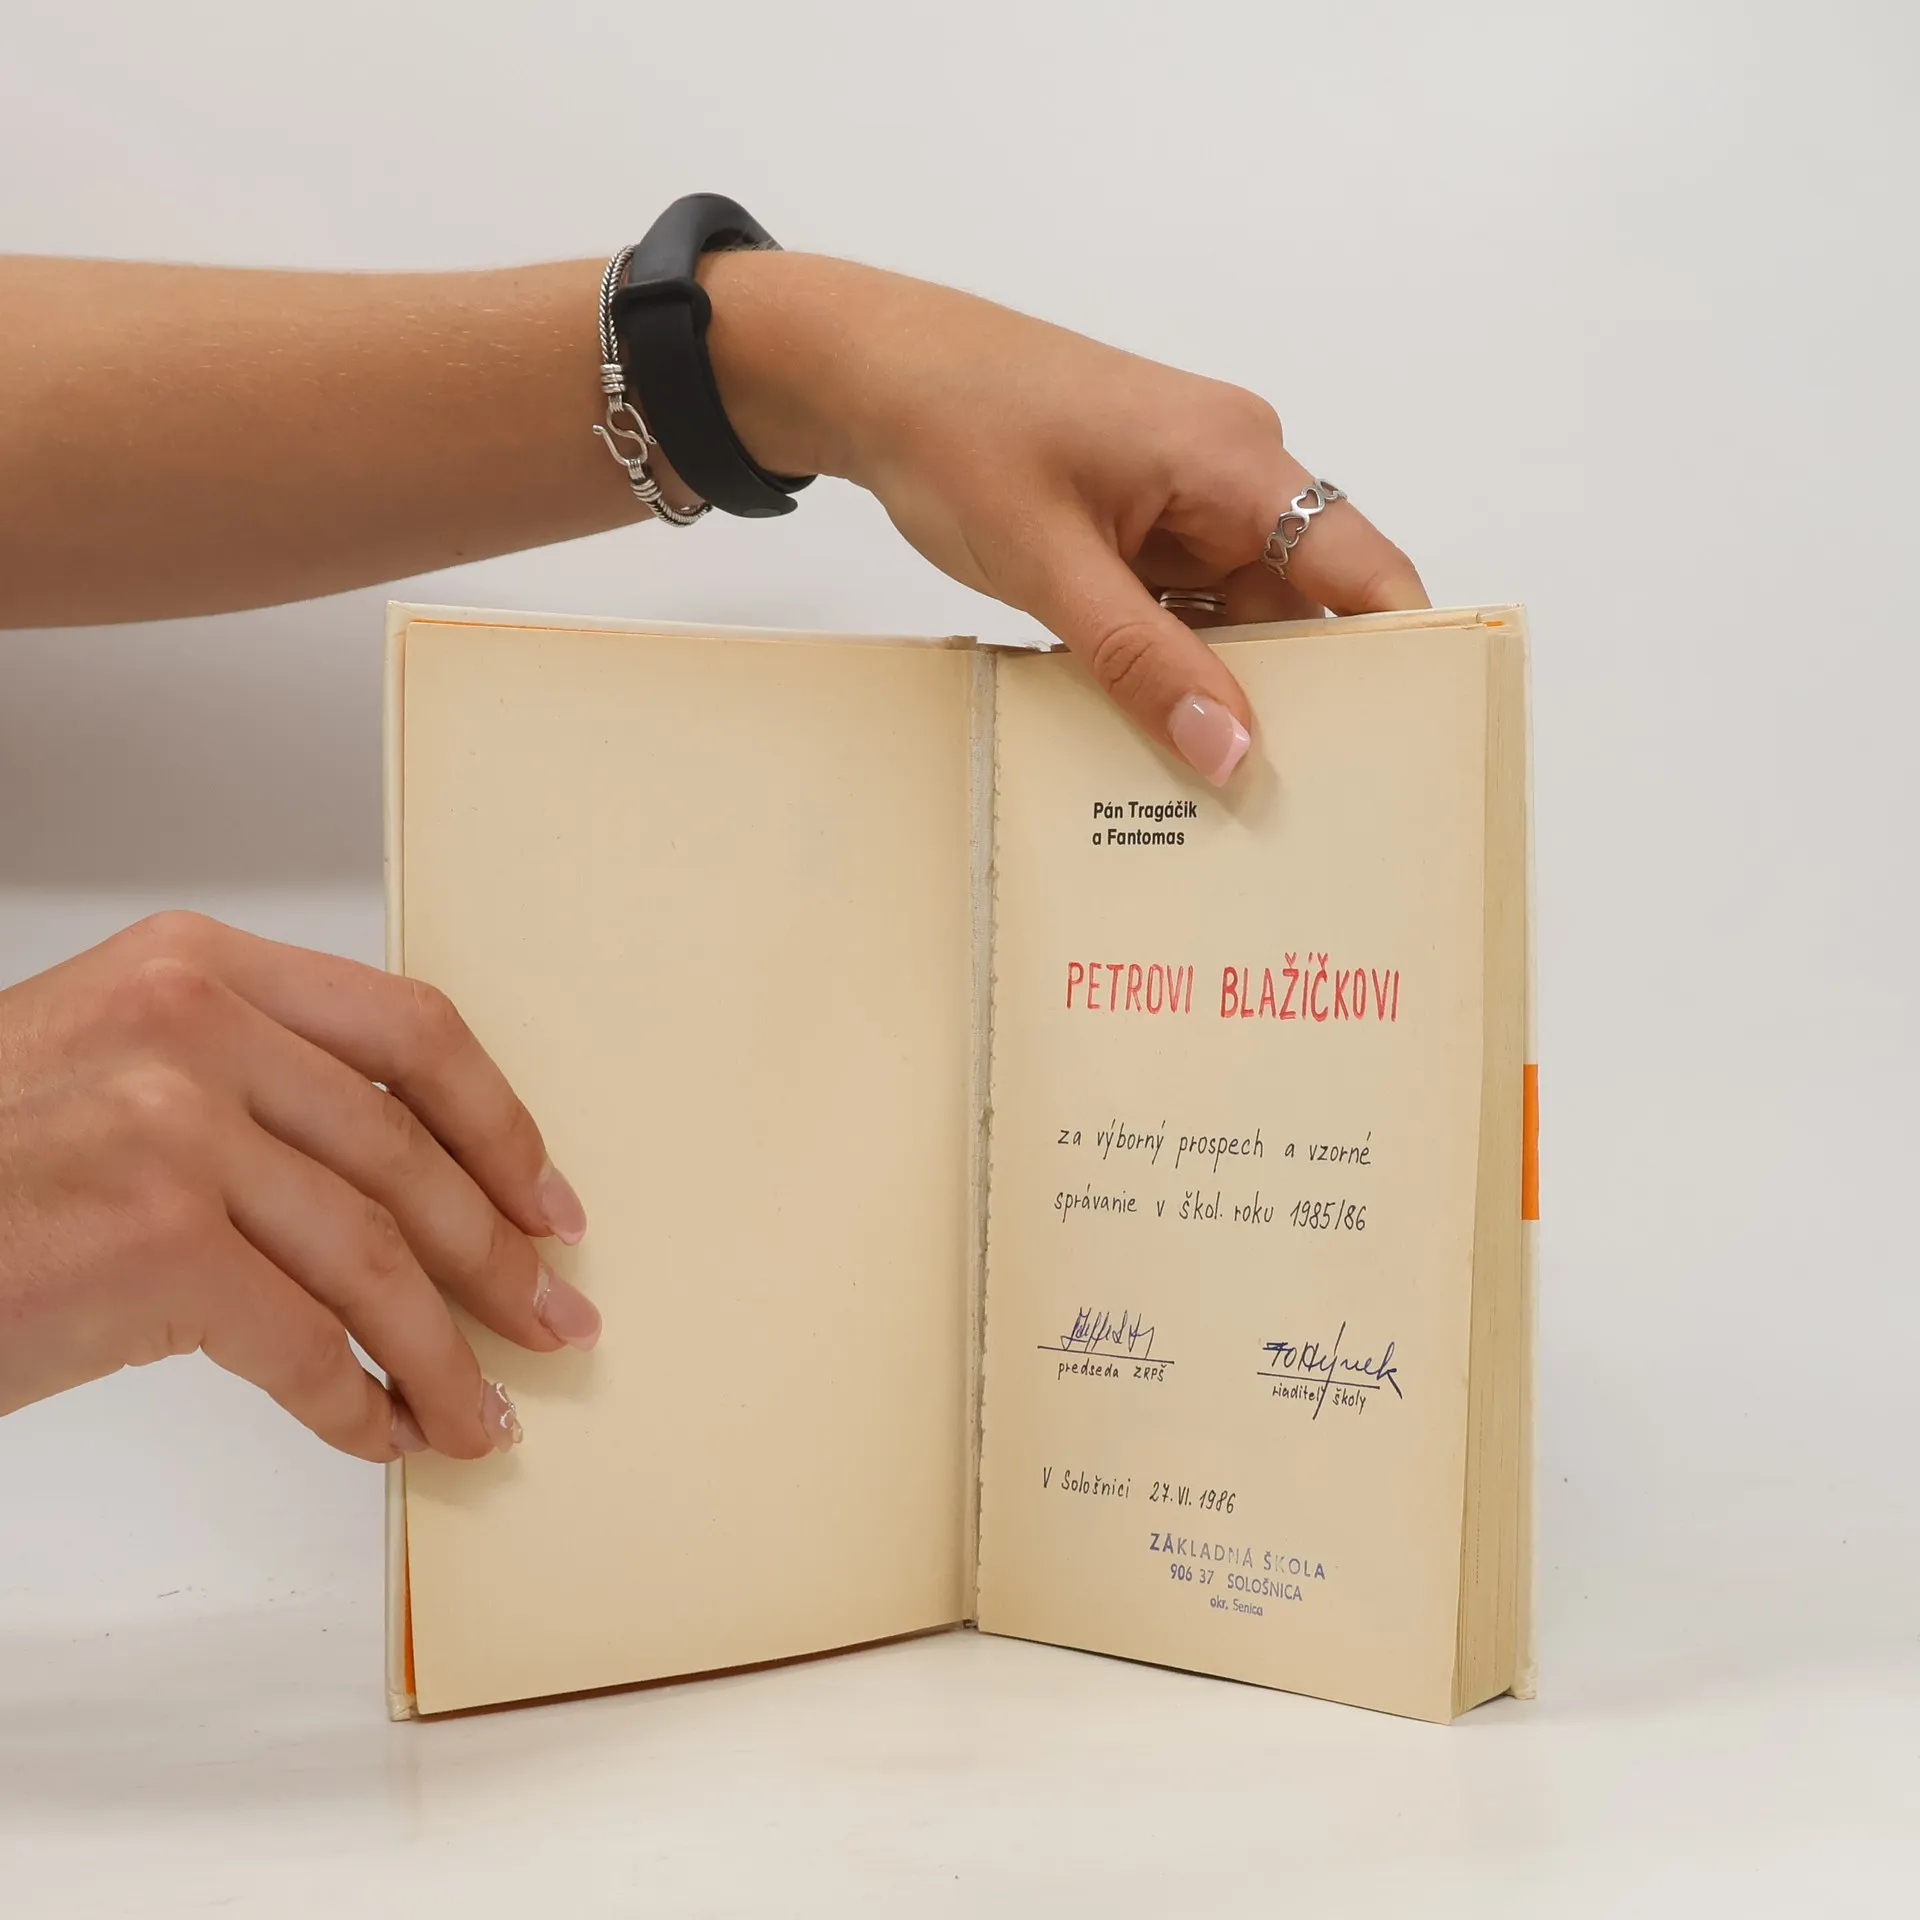 Pán Tragáčik
a Fantomas
PETROVI BLAŽÍČKOVI
za výborný prospech a vzorné
správanie v škol. roku 1985/86
predseda ZRPŠ
riaditeľ školy
V Sološnici 27. VI. 1986
ZÁKLADNÁ ŠKOLA
906 37 SOLOŠNICA
okr. Senica